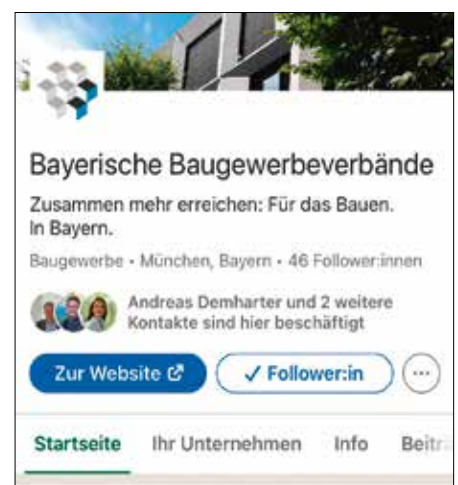 Bayerische Baugewerbeverbände
Zusammen mehr erreichen: Für das Bauen.
In Bayern.
Baugewerbe • München, Bayern • 46 Follower:innen
Andreas Demharter und 2 weitere
Kontakte sind hier beschäftigt
Zur Website
✓ Follower:in
Startseite Ihr Unternehmen Info Beitr